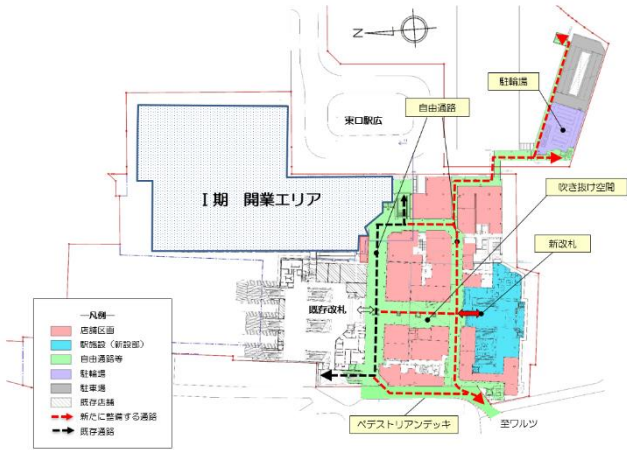 N
駐輪場
自由通路
東口駅広
吹き抜け空間
Ⅰ期 開業エリア
新改札
既存改札
―凡例―
店舗区画
駅施設(新設部)
自由通路等
駐輪場
駐車場
既存店舗
新たに整備する通路
既存通路
ペデストリアンデッキ
至ワルツ